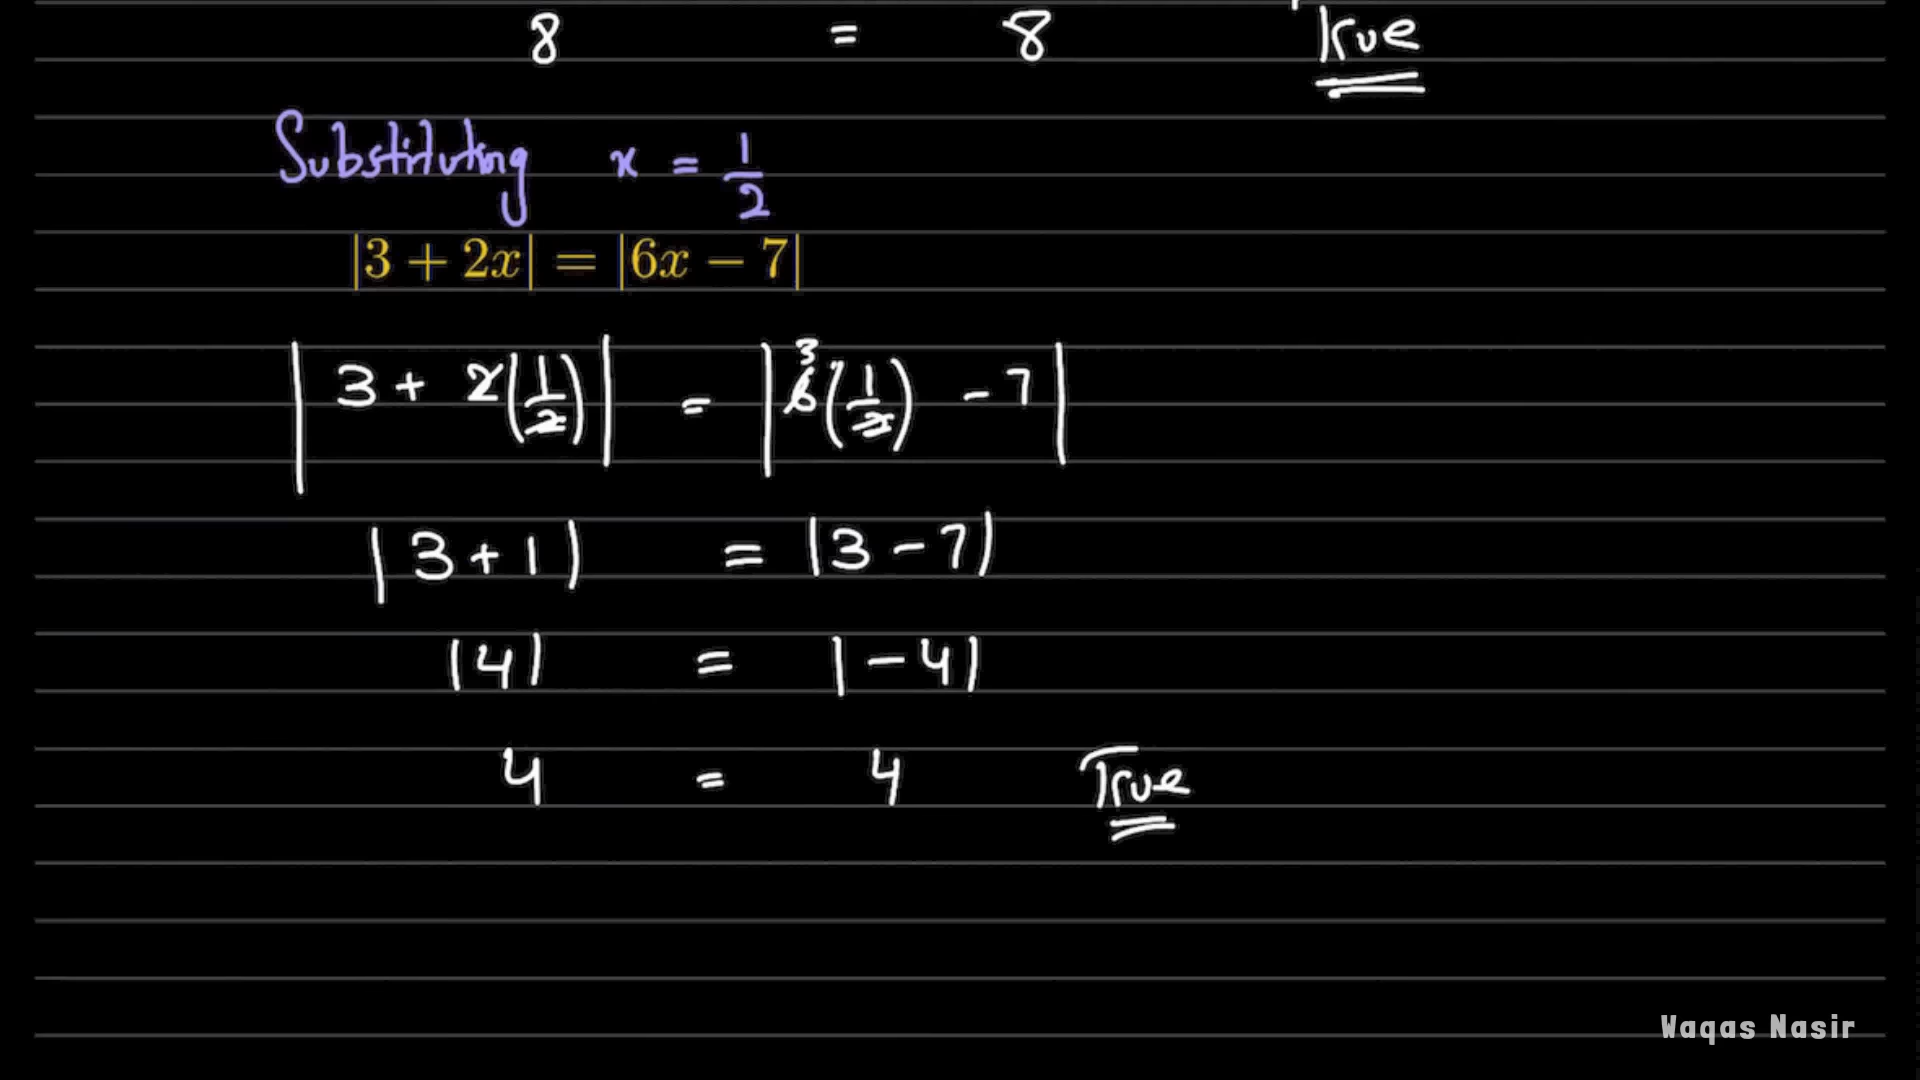 8 = 8 True
Substituting x = 1/2
|3 + 2x| = |6x − 7|
| 3 + 2(1/2) | = | 6(1/2) - 7 | 3
| 3 + 1 | = | 3 - 7 |
| 4 | = | - 4 |
4 = 4 True
Waqas Nasir